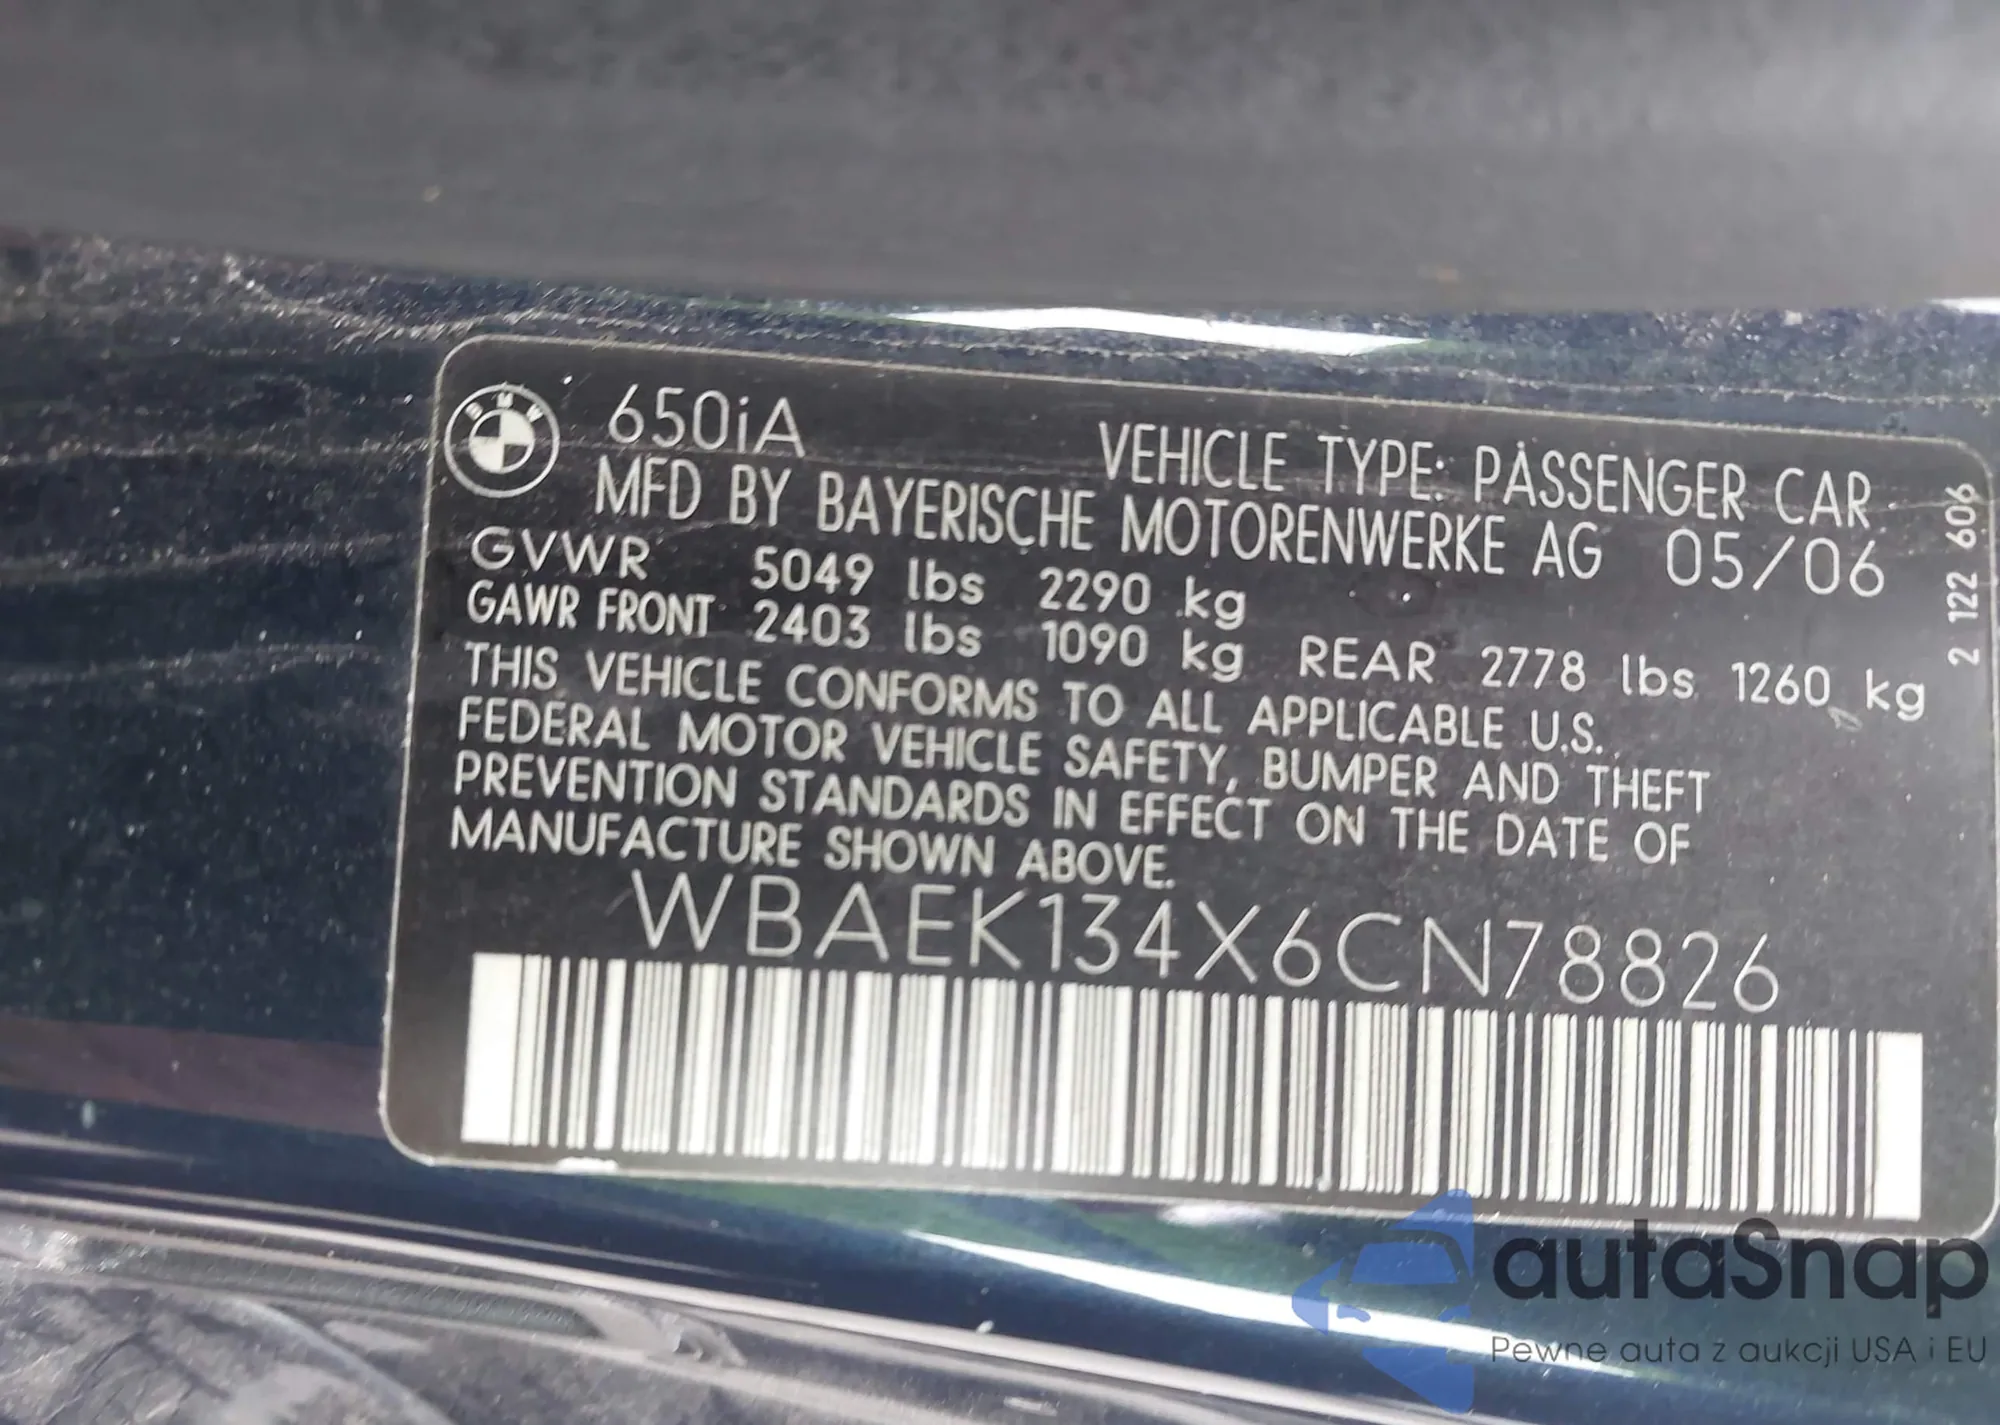 BMW
650iA
VEHICLE TYPE: PASSENGER CAR
MFD BY BAYERISCHE MOTORENWERKE AG 05/06
GVWR 5049 lbs 2290 kg
GAWR FRONT 2403 lbs 1090 kg REAR 2778 lbs 1260 kg
THIS VEHICLE CONFORMS TO ALL APPLICABLE U.S.
FEDERAL MOTOR VEHICLE SAFETY, BUMPER AND THEFT
PREVENTION STANDARDS IN EFFECT ON THE DATE OF
MANUFACTURE SHOWN ABOVE.
WBAEK134X6CN78826
2 122 606
autaSnap
Pewne auta z aukcji USA i EU